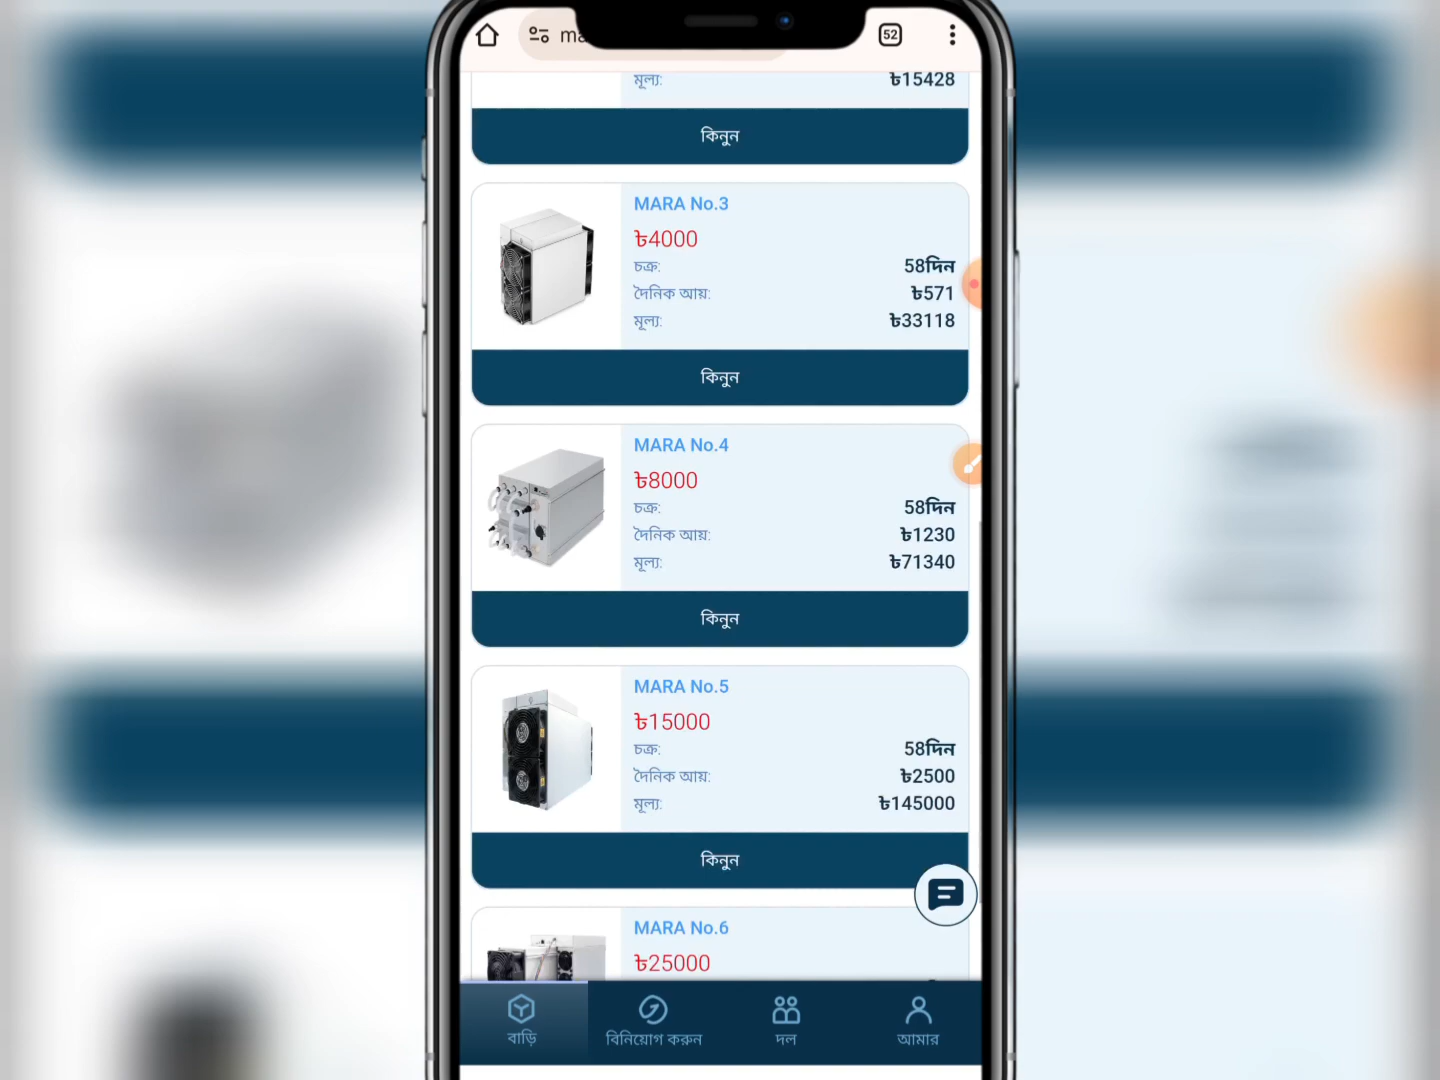 52
মূল্য:
৳15428
কিনুন
MARA No.3
৳4000
চক্র:
58দিন
দৈনিক আয়:
৳571
মূল্য:
৳33118
কিনুন
MARA No.4
৳8000
চক্র:
58দিন
দৈনিক আয়:
৳1230
মূল্য:
৳71340
কিনুন
MARA No.5
৳15000
চক্র:
58দিন
দৈনিক আয়:
৳2500
মূল্য:
৳145000
কিনুন
MARA No.6
৳25000
বাড়ি
বিনিয়োগ করুন
দল
আমার